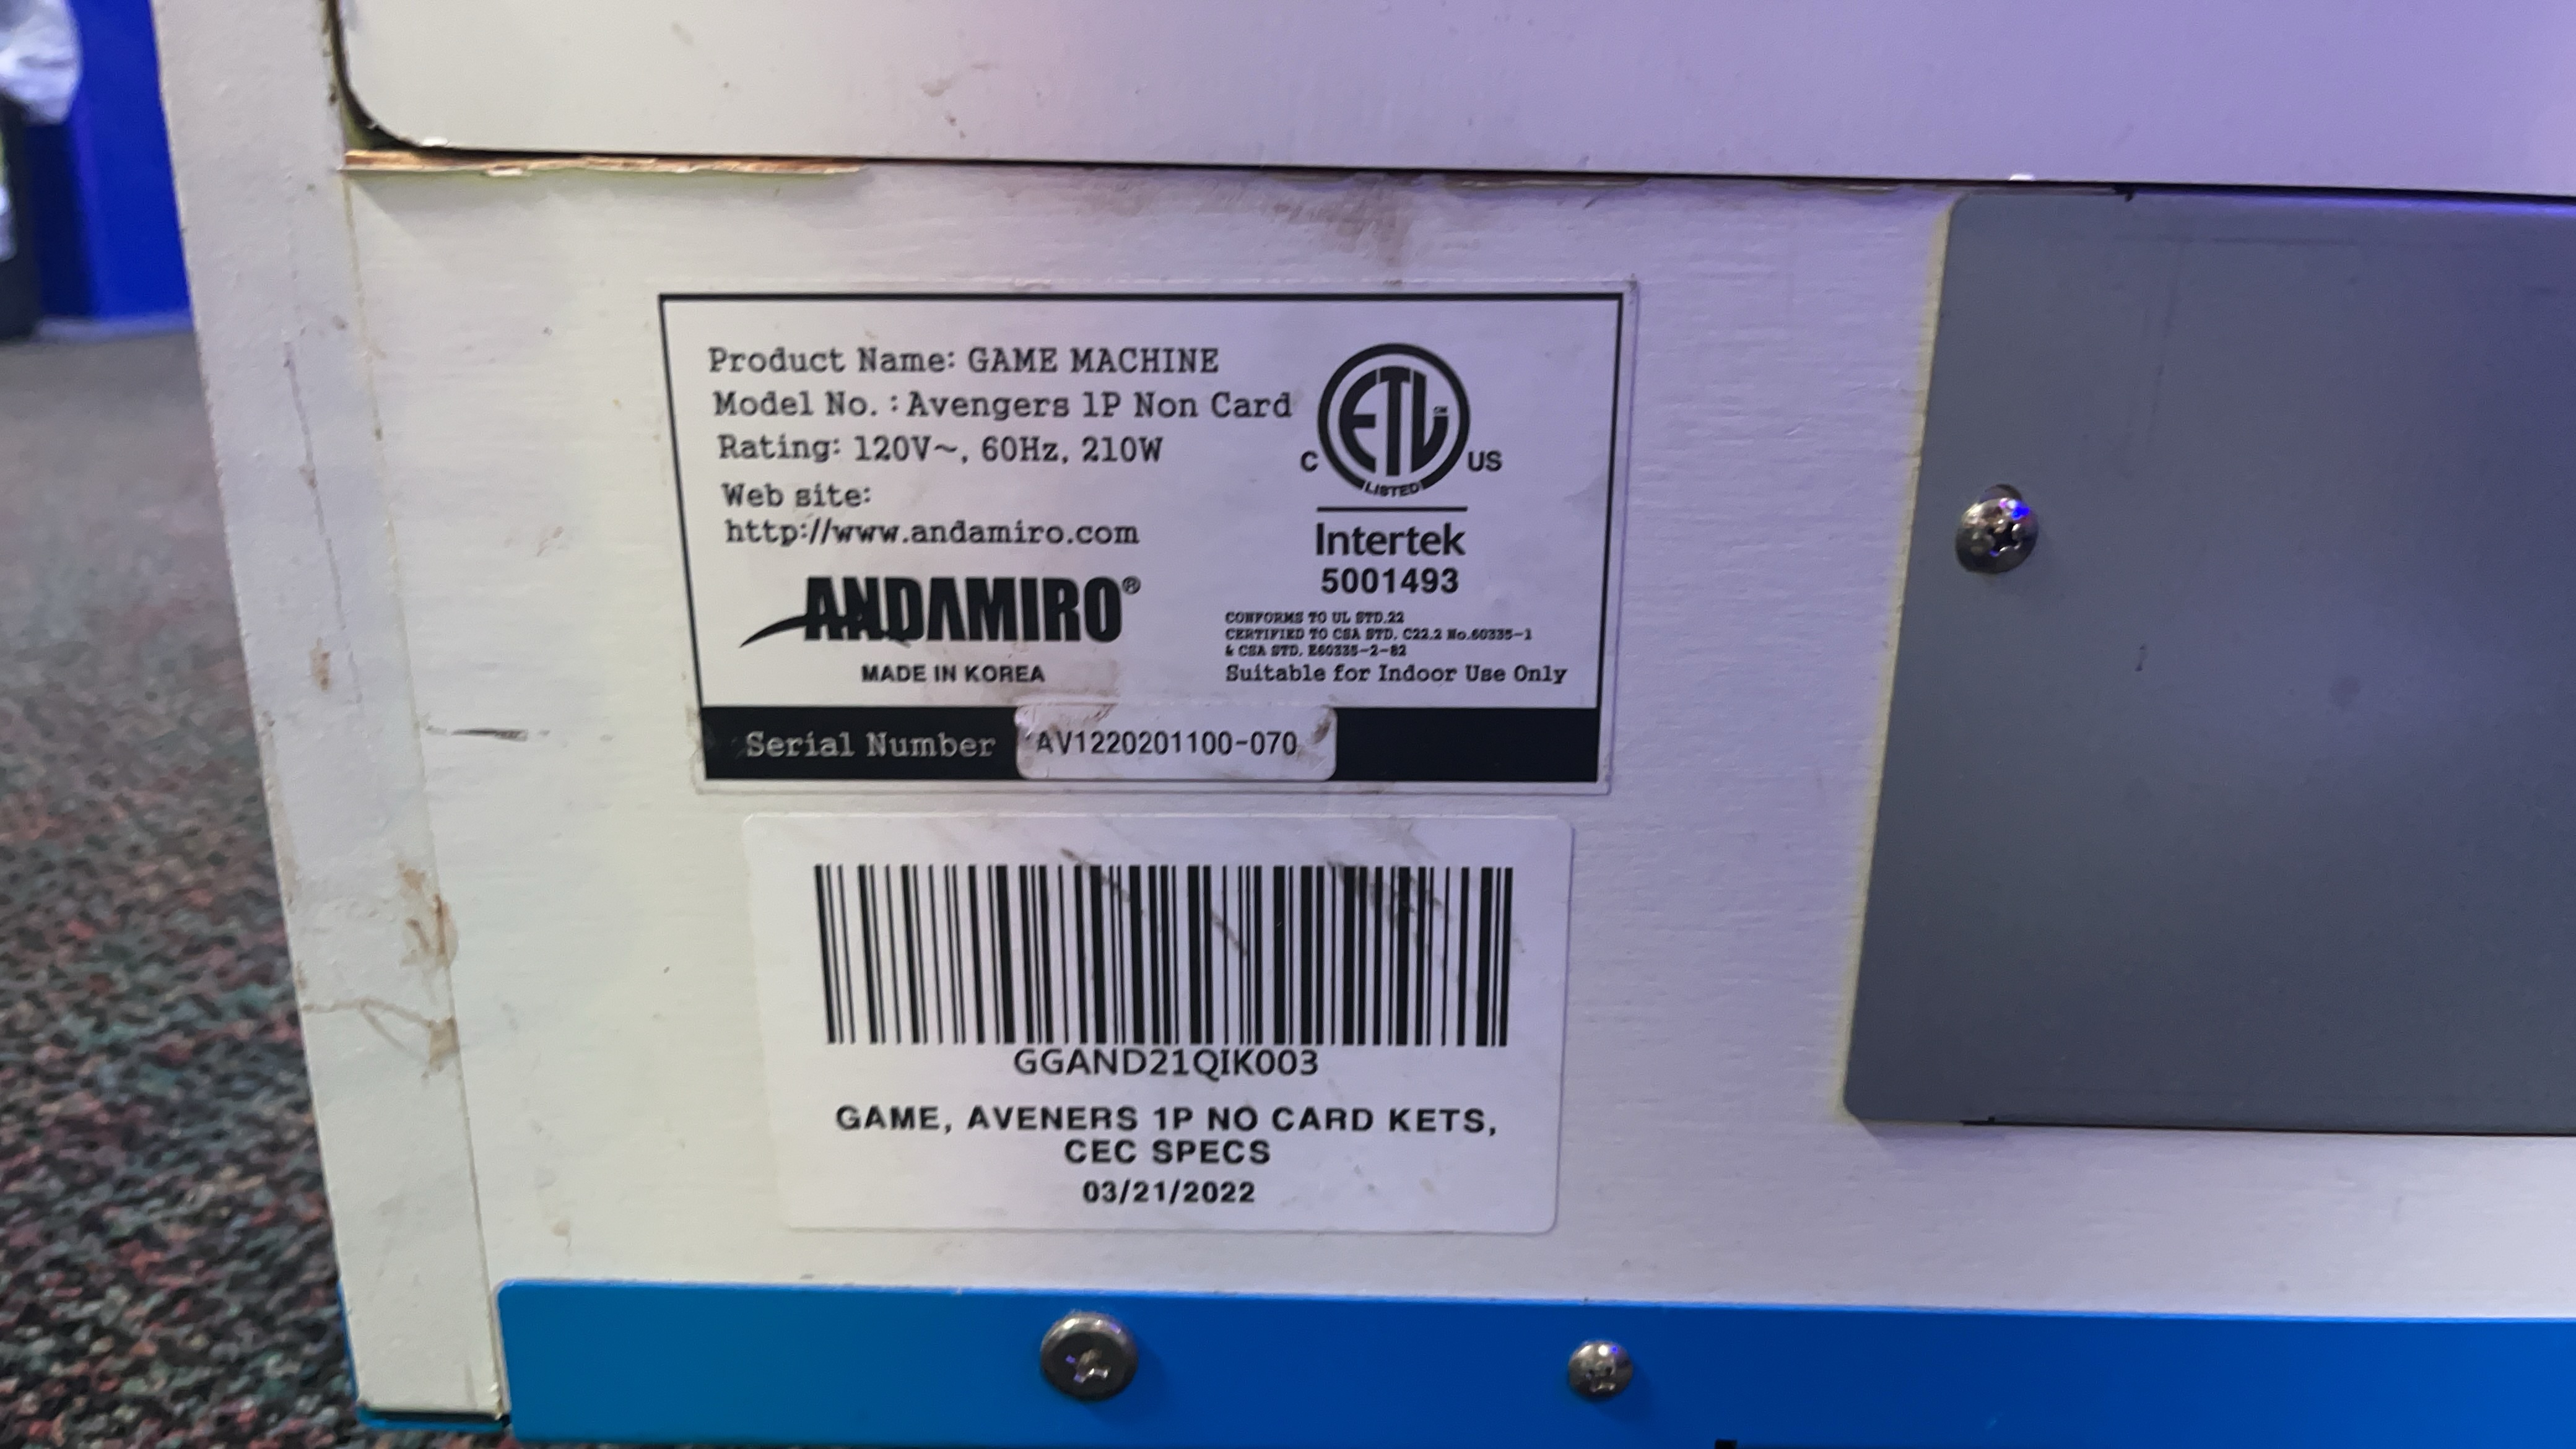 Product Name: GAME MACHINE
Model No. : Avengers 1P Non Card
Rating: 120V~, 60Hz, 210W
Web site:
http://www.andamiro.com
ANDAMIRO®
MADE IN KOREA
ETL
CM
C
US
LISTED
Intertek
5001493
CONFORMS TO UL STD.22
CERTIFIED TO CSA STD. C22.2 No.60335-1
& CSA STD. E60335-2-82
Suitable for Indoor Use Only
Serial Number AV1220201100-070
GGAND21QIK003
GAME, AVENERS 1P NO CARD KETS,
CEC SPECS
03/21/2022